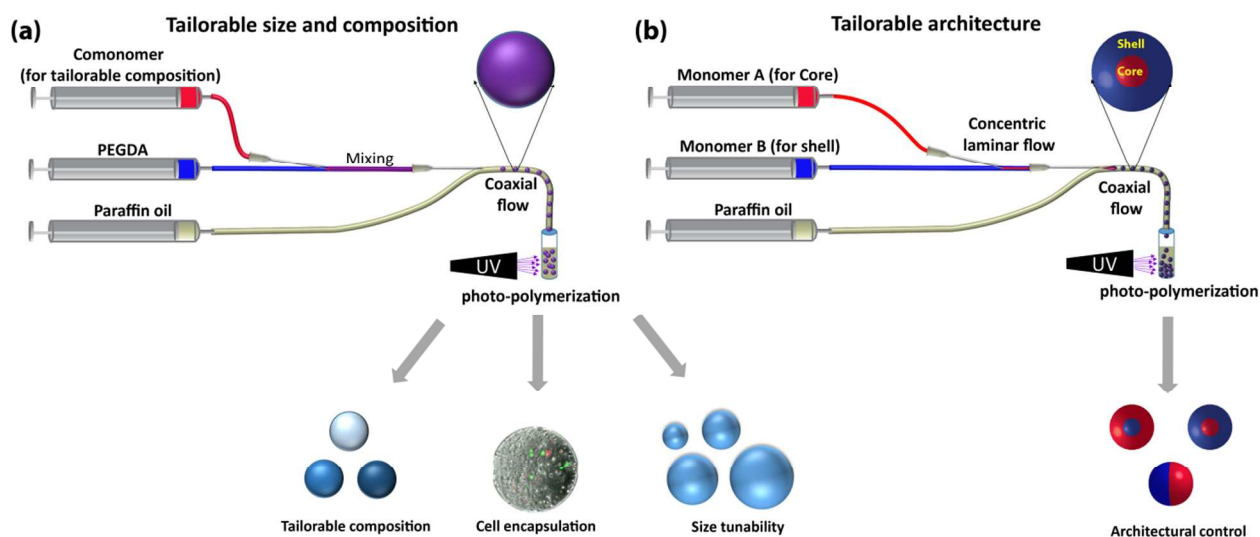 (a)
Tailorable size and composition
Comonomer
(for tailorable composition)
PEGDA
Mixing
Paraffin oil
Coaxial
flow
UV
photo-polymerization
Tailorable composition
Cell encapsulation
Size tunability
(b)
Tailorable architecture
Shell
Core
Monomer A (for Core)
Concentric
laminar flow
Monomer B (for shell)
Paraffin oil
Coaxial
flow
UV
photo-polymerization
Architectural control